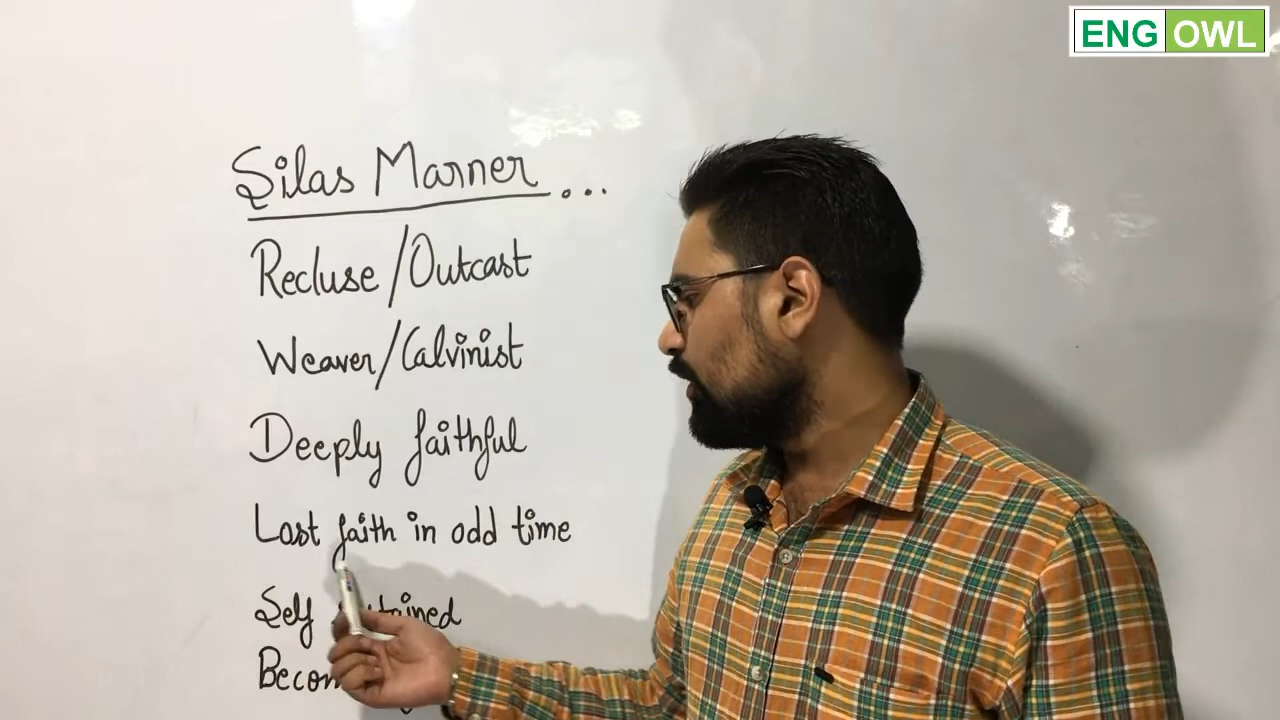 ENG OWL
Silas Marner...
Recluse/Outcast
Weaver/Calvinist
Deeply faithful
Lost faith in odd time
Self